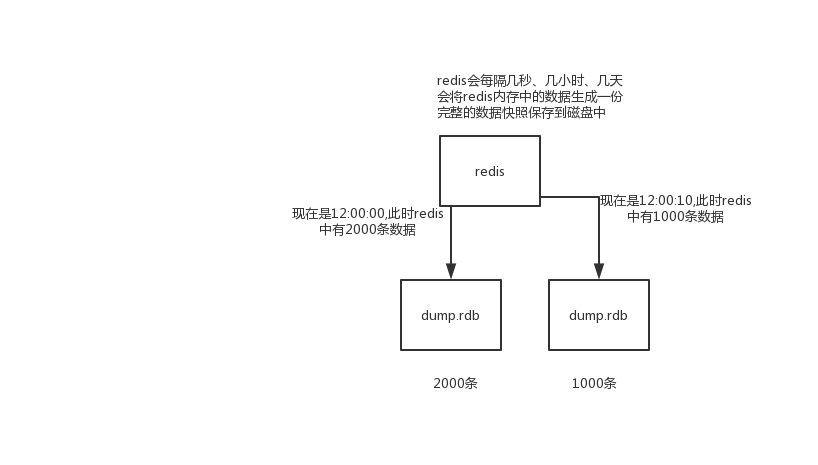 redis会每隔几秒、几小时、几天
会将redis内存中的数据生成一份
完整的数据快照保存到磁盘中
redis
现在是12:00:00,此时redis
中有2000条数据
现在是12:00:10,此时redis
中有1000条数据
dump.rdb
dump.rdb
2000条
1000条